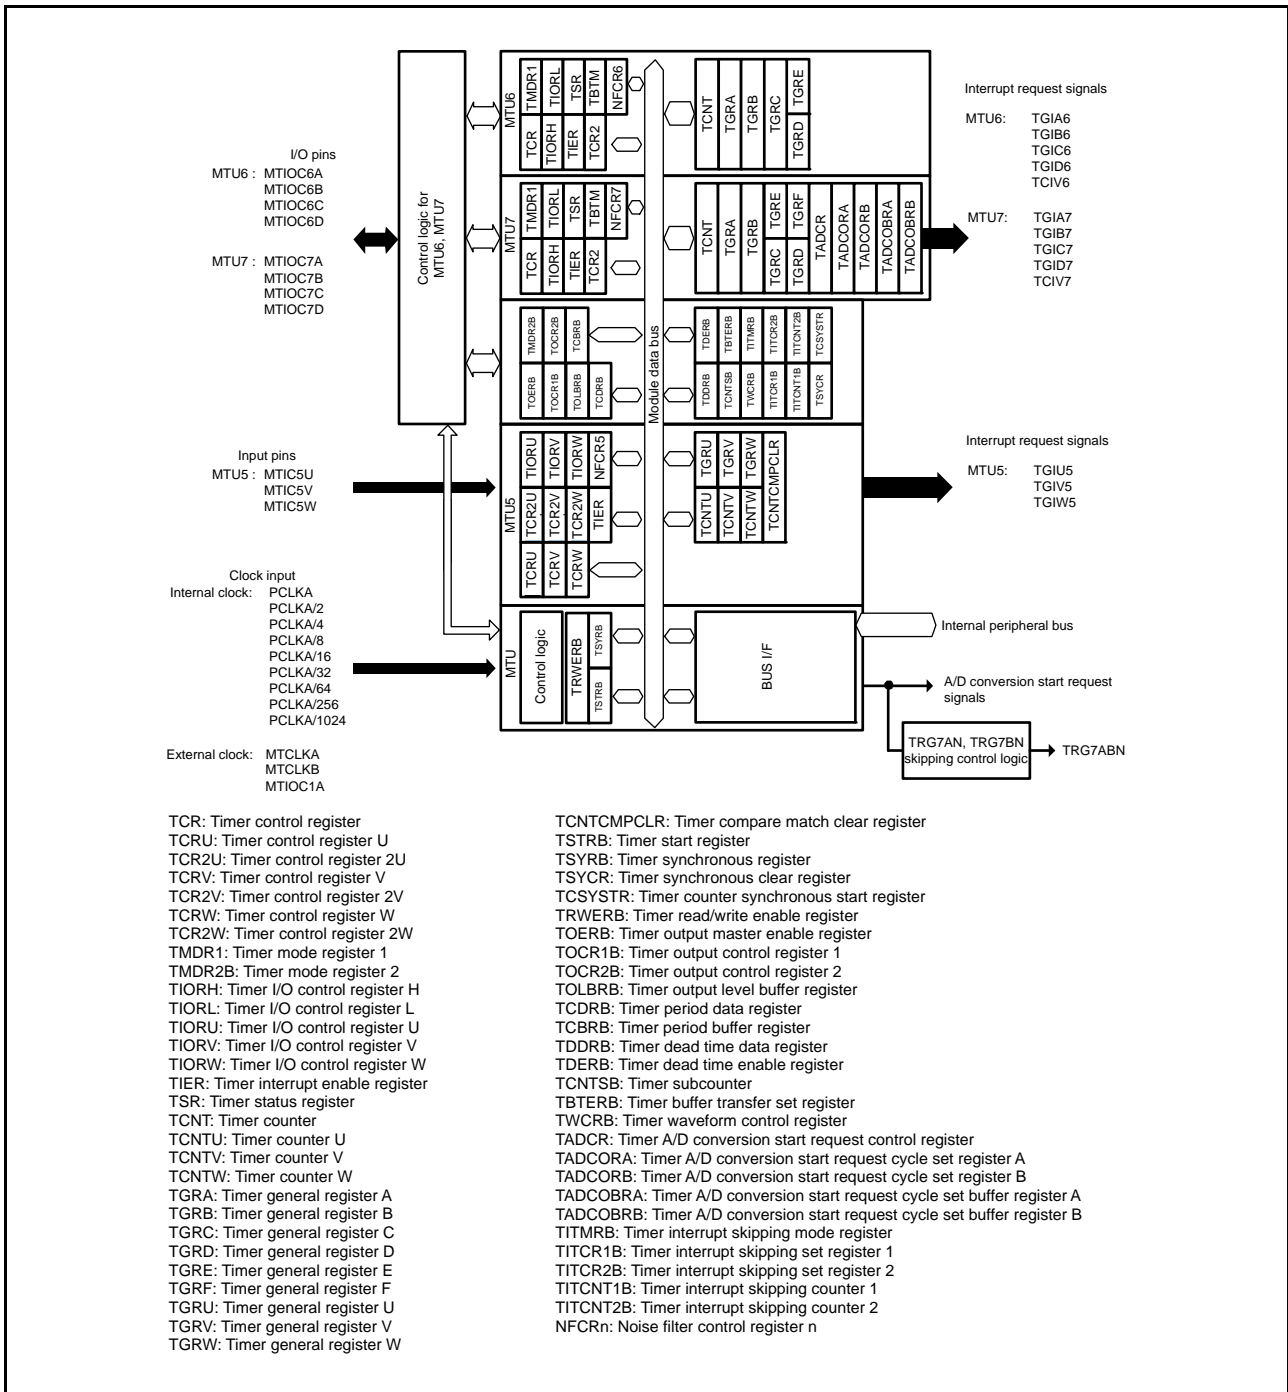 I/O pins
MTU6 : MTIOC6A
MTIOC6B
MTIOC6C
MTIOC6D
MTU7 : MTIOC7A
MTIOC7B
MTIOC7C
MTIOC7D
Input pins
MTU5 : MTIC5U
MTIC5V
MTIC5W
Clock input
Internal clock: PCLKA
PCLKA/2
PCLKA/4
PCLKA/8
PCLKA/16
PCLKA/32
PCLKA/64
PCLKA/256
PCLKA/1024
External clock: MTCLKA
MTCLKB
MTIOC1A
Control logic for
MTU6, MTU7
MTU6
TMDR1
TIORL
TSR
TBTM
NFCR6
TCR
TIORH
TIER
TCR2
TCNT
TGRA
TGRB
TGRC
TGRE
TGRD
MTU7
TMDR1
TIORL
TSR
TBTM
NFCR7
TCR
TIORH
TIER
TCR2
TCNT
TGRA
TGRB
TGRE
TGRC
TGRF
TGRD
TADCR
TADCORA
TADCORB
TADCOBRA
TADCOBRB
TMDR2B
TOCR2B
TCBRB
TOERB
TOCR1B
TOLBRB
TCDRB
Module data bus
TDERB
TBTERB
TITMRB
TITCR2B
TITCNT2B
TCSYSTR
TDDRB
TCNTSB
TWCRB
TITCR1B
TITCNT1B
TSYCR
MTU5
TIORU
TIORV
TIORW
NFCR5
TCR2U
TCR2V
TCR2W
TIER
TCRU
TCRV
TCRW
TGRU
TGRV
TGRW
TCNTU
TCNTV
TCNTW
TCNTCMPCLR
MTU
Control logic
TRWERB
TSYRB
TSTRB
BUS I/F
Interrupt request signals
MTU6: TGIA6
TGIB6
TGIC6
TGID6
TCIV6
MTU7: TGIA7
TGIB7
TGIC7
TGID7
TCIV7
Interrupt request signals
MTU5: TGIU5
TGIV5
TGIW5
Internal peripheral bus
A/D conversion start request
signals
TRG7AN, TRG7BN
skipping control logic
TRG7ABN
TCR: Timer control register
TCRU: Timer control register U
TCR2U: Timer control register 2U
TCRV: Timer control register V
TCR2V: Timer control register 2V
TCRW: Timer control register W
TCR2W: Timer control register 2W
TMDR1: Timer mode register 1
TMDR2B: Timer mode register 2
TIORH: Timer I/O control register H
TIORL: Timer I/O control register L
TIORU: Timer I/O control register U
TIORV: Timer I/O control register V
TIORW: Timer I/O control register W
TIER: Timer interrupt enable register
TSR: Timer status register
TCNT: Timer counter
TCNTU: Timer counter U
TCNTV: Timer counter V
TCNTW: Timer counter W
TGRA: Timer general register A
TGRB: Timer general register B
TGRC: Timer general register C
TGRD: Timer general register D
TGRE: Timer general register E
TGRF: Timer general register F
TGRU: Timer general register U
TGRV: Timer general register V
TGRW: Timer general register W
TCNTCMPCLR: Timer compare match clear register
TSTRB: Timer start register
TSYRB: Timer synchronous register
TSYCR: Timer synchronous clear register
TCSYSTR: Timer counter synchronous start register
TRWERB: Timer read/write enable register
TOERB: Timer output master enable register
TOCR1B: Timer output control register 1
TOCR2B: Timer output control register 2
TOLBRB: Timer output level buffer register
TCDRB: Timer period data register
TCBRB: Timer period buffer register
TDDRB: Timer dead time data register
TDERB: Timer dead time enable register
TCNTSB: Timer subcounter
TBTERB: Timer buffer transfer set register
TWCRB: Timer waveform control register
TADCR: Timer A/D conversion start request control register
TADCORA: Timer A/D conversion start request cycle set register A
TADCORB: Timer A/D conversion start request cycle set register B
TADCOBRA: Timer A/D conversion start request cycle set buffer register A
TADCOBRB: Timer A/D conversion start request cycle set buffer register B
TITMRB: Timer interrupt skipping mode register
TITCR1B: Timer interrupt skipping set register 1
TITCR2B: Timer interrupt skipping set register 2
TITCNT1B: Timer interrupt skipping counter 1
TITCNT2B: Timer interrupt skipping counter 2
NFCRn: Noise filter control register n